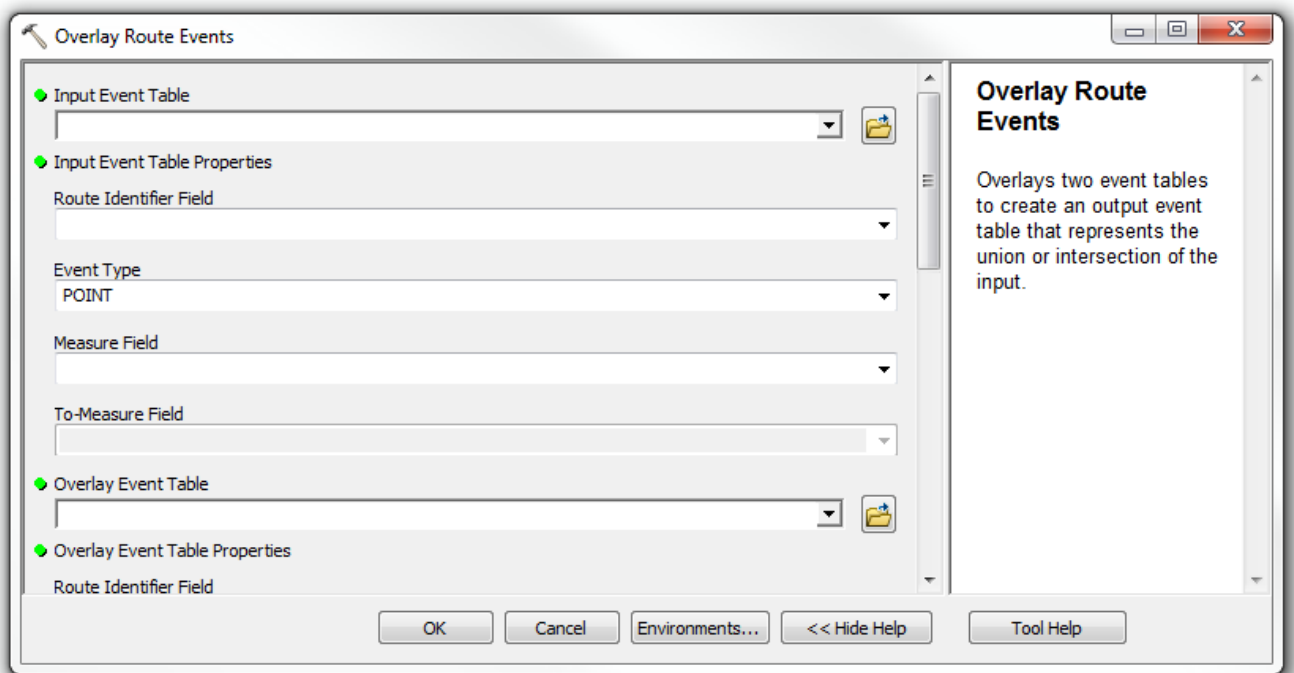 Overlay Route Events
Input Event Table
Input Event Table Properties
Route Identifier Field
Event Type
POINT
Measure Field
To-Measure Field
Overlay Event Table
Overlay Event Table Properties
Route Identifier Field
Overlay Route
Events
Overlays two event tables
to create an output event
table that represents the
union or intersection of the
input.
OK
Cancel
Environments...
<< Hide Help
Tool Help